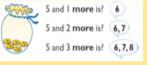 5 and 1 more is? 6
5 and 2 more is? 6,7
5 and 3 more is? 6,7,8